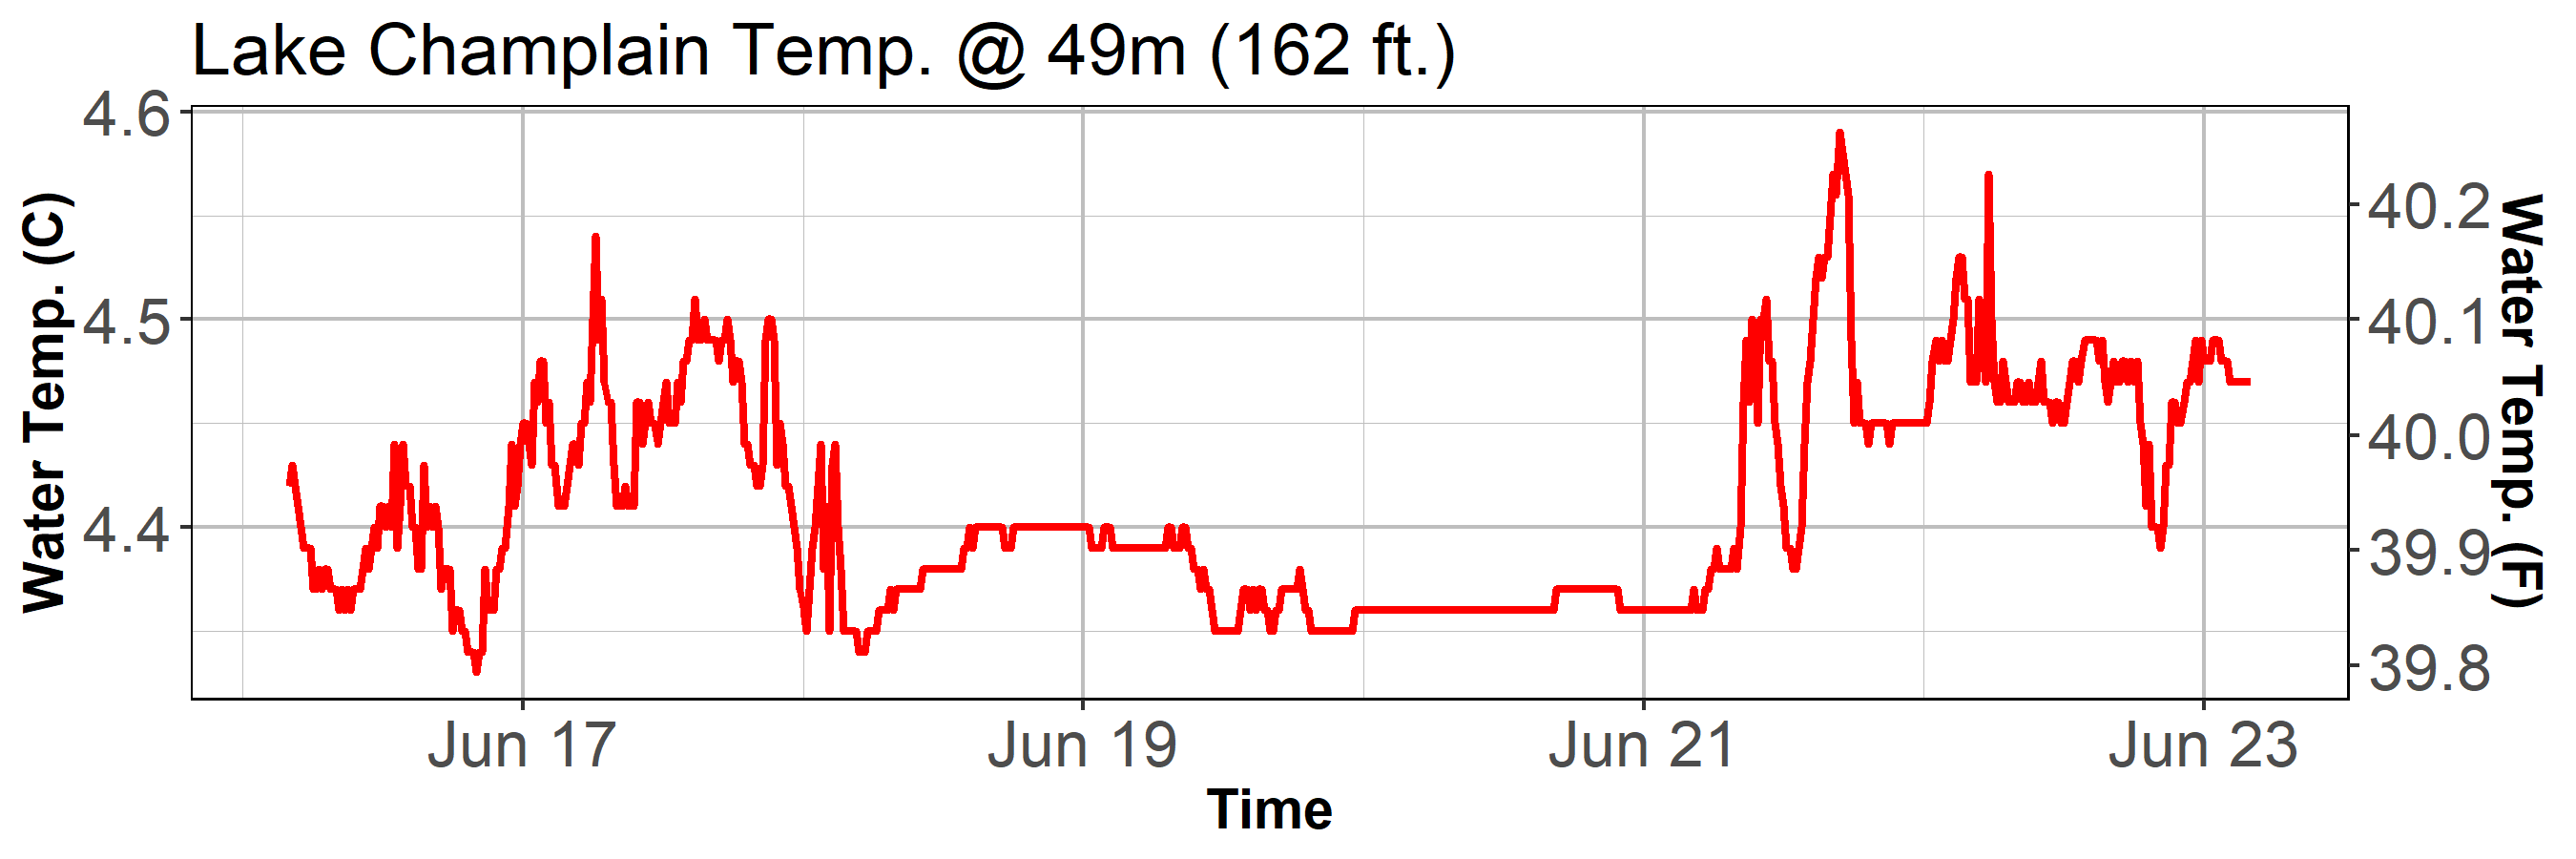 Lake Champlain Temp. @ 49m (162 ft.)
Water Temp. (C)
4.6
4.5
4.4
40.2
40.1
40.0
39.9
39.8
Water Temp. (F)
Jun 17
Jun 19
Jun 21
Jun 23
Time